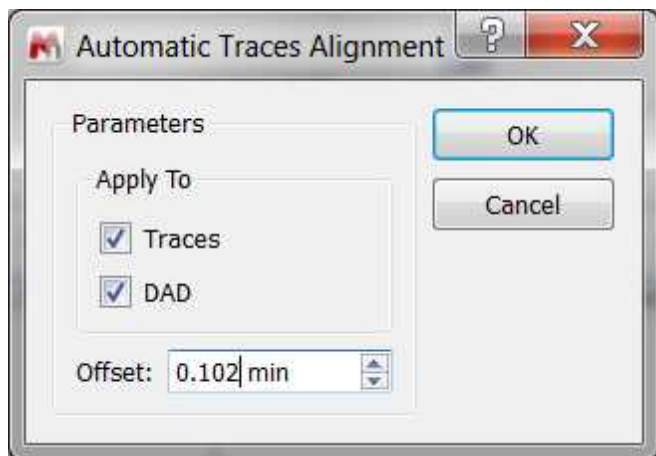 Automatic Traces Alignment
Parameters
OK
Apply To
Cancel
Traces
DAD
Offset: 0.102 min